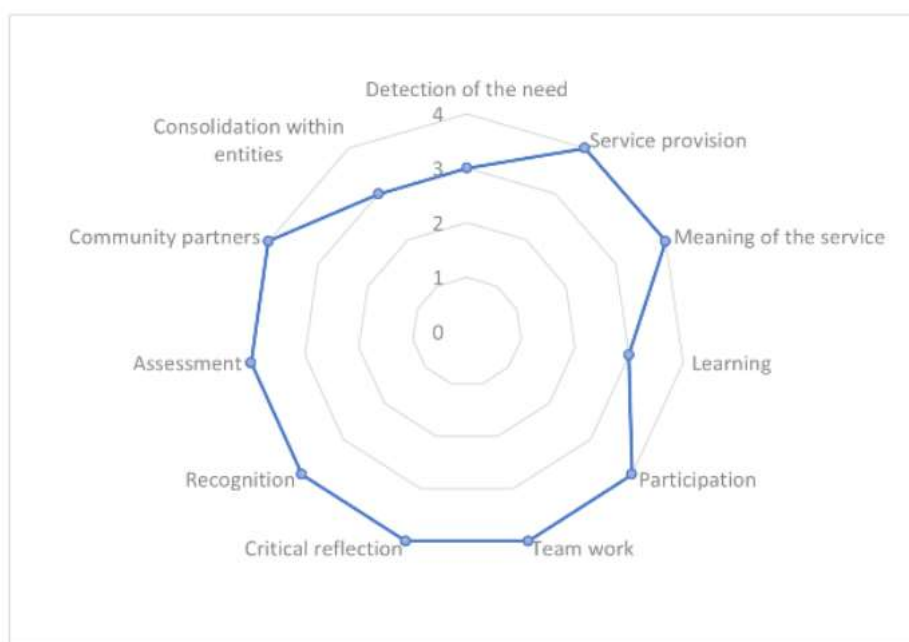 Detection of the need
4
Consolidation within
entities
Service provision
3
Community partners
Meaning of the service
2
1
0
Assessment
Learning
Recognition
Participation
Critical reflection
Team work